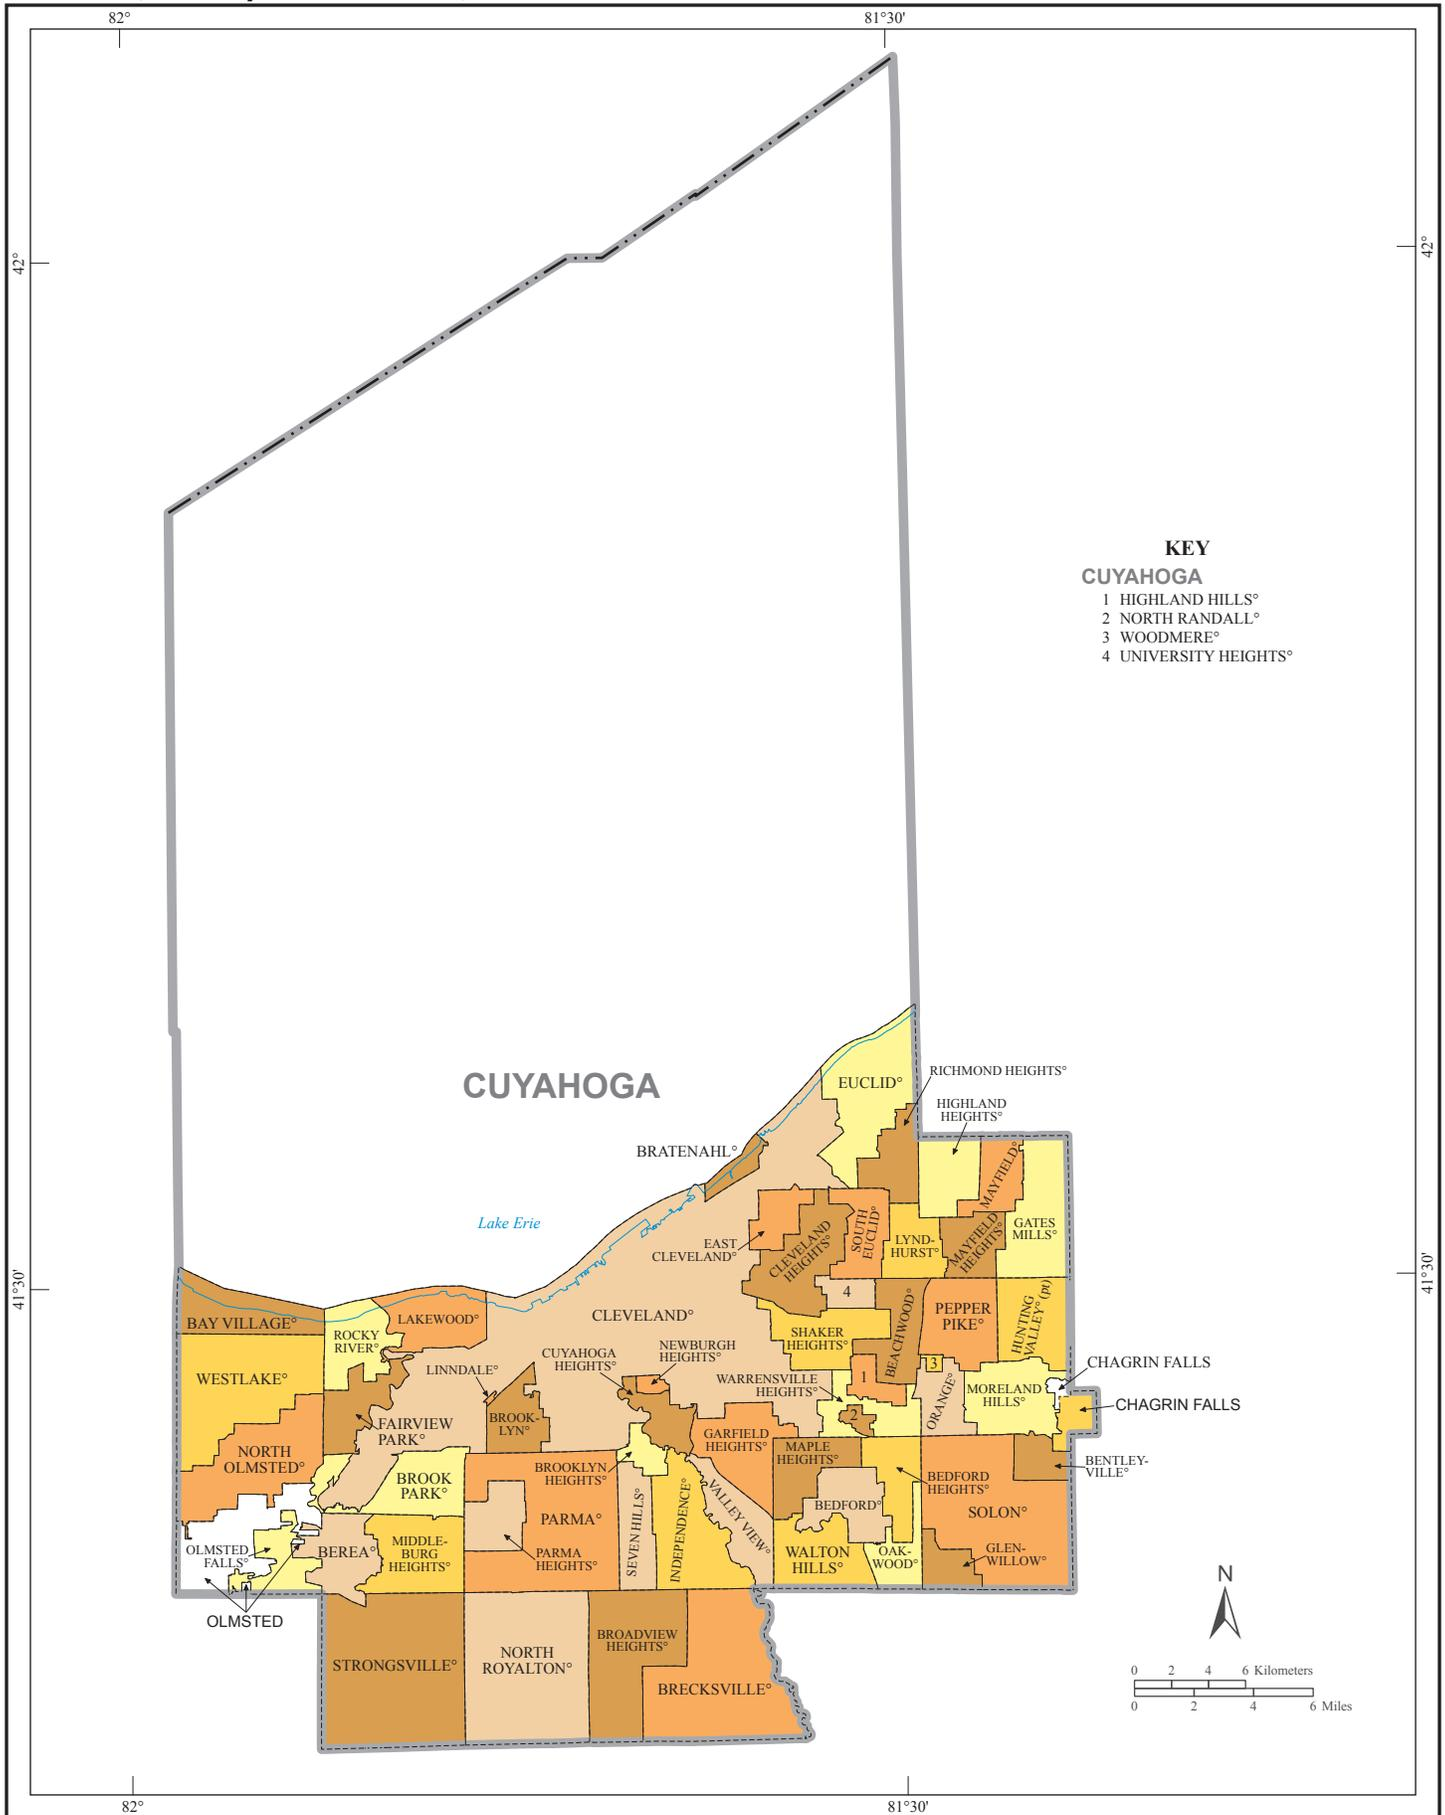 82°
81°30'
42°
42°
KEY
CUYAHOGA
1 HIGHLAND HILLS°
2 NORTH RANDALL°
3 WOODMERE°
4 UNIVERSITY HEIGHTS°
CUYAHOGA
EUCLID°
RICHMOND HEIGHTS°
HIGHLAND
HEIGHTS°
BRATENAHL°
MAYFIELD°
Lake Erie
EAST
CLEVELAND°
CLEVELAND
HEIGHTS°
SOUTH
EUCLID°
LYND-
HURST°
MAYFIELD
HEIGHTS°
GATES
MILLS°
41°30'
41°30'
BAY VILLAGE°
ROCKY
RIVER°
LAKEWOOD°
CLEVELAND°
4
PEPPER
PIKE°
HUNTING
VALLEY° (pt)
SHAKER
HEIGHTS°
BEACHWOOD°
WESTLAKE°
LINNDALE°
CUYAHOGA
HEIGHTS°
NEWBURGH
HEIGHTS°
WARRENSVILLE
HEIGHTS°
1
3
2
ORANGE°
MORELAND
HILLS°
CHAGRIN FALLS
CHAGRIN FALLS
FAIRVIEW
PARK°
BROOK-
LYN°
NORTH
OLMSTED°
BROOK
PARK°
BROOKLYN
HEIGHTS°
GARFIELD
HEIGHTS°
MAPLE
HEIGHTS°
BEDFORD
HEIGHTS°
BENTLEY-
VILLE°
BEDFORD°
SOLON°
OLMSTED
FALLS°
BEREA°
MIDDLE-
BURG
HEIGHTS°
PARMA°
PARMA
HEIGHTS°
SEVEN HILLS°
INDEPENDENCE°
VALLEY VIEW°
WALTON
HILLS°
OAK-
WOOD°
GLEN-
WILLOW°
OLMSTED
STRONGSVILLE°
NORTH
ROYALTON°
BROADVIEW
HEIGHTS°
BRECKSVILLE°
N
0 2 4 6 Kilometers
0 2 4 6 Miles
82°
81°30'